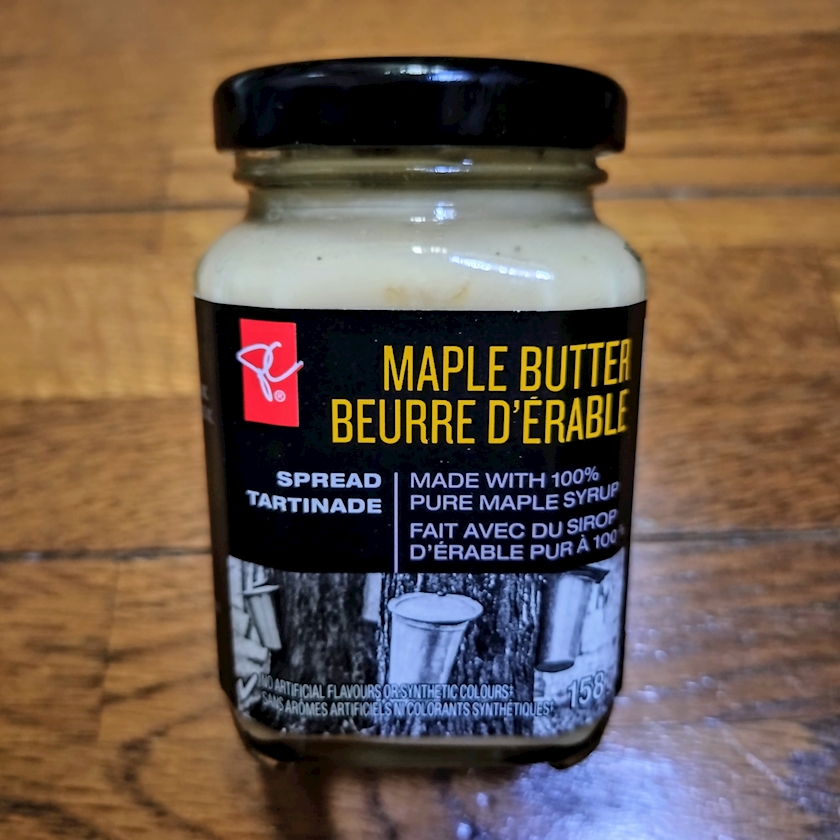 PC®
MAPLE BUTTER
BEURRE D'ÉRABLE
SPREAD
TARTINADE
MADE WITH 100%
PURE MAPLE SYRUP
FAIT AVEC DU SIROP
D'ÉRABLE PUR À 100%
NO ARTIFICIAL FLAVOURS OR SYNTHETIC COLOURS‡
SANS ARÔMES ARTIFICIELS NI COLORANTS SYNTHÉTIQUES‡
158